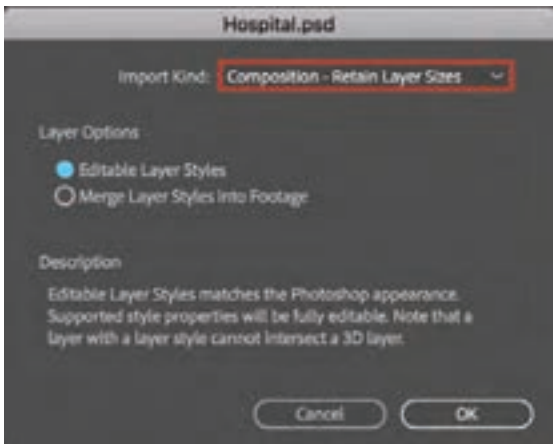 Hospital.psd
Import Kind: Composition - Retain Layer Sizes
Layer Options
Editable Layer Styles
Merge Layer Styles into Footage
Description
Editable Layer Styles matches the Photoshop appearance.
Supported style properties will be fully editable. Note that a
layer with a layer style cannot intersect a 3D layer.
Cancel OK